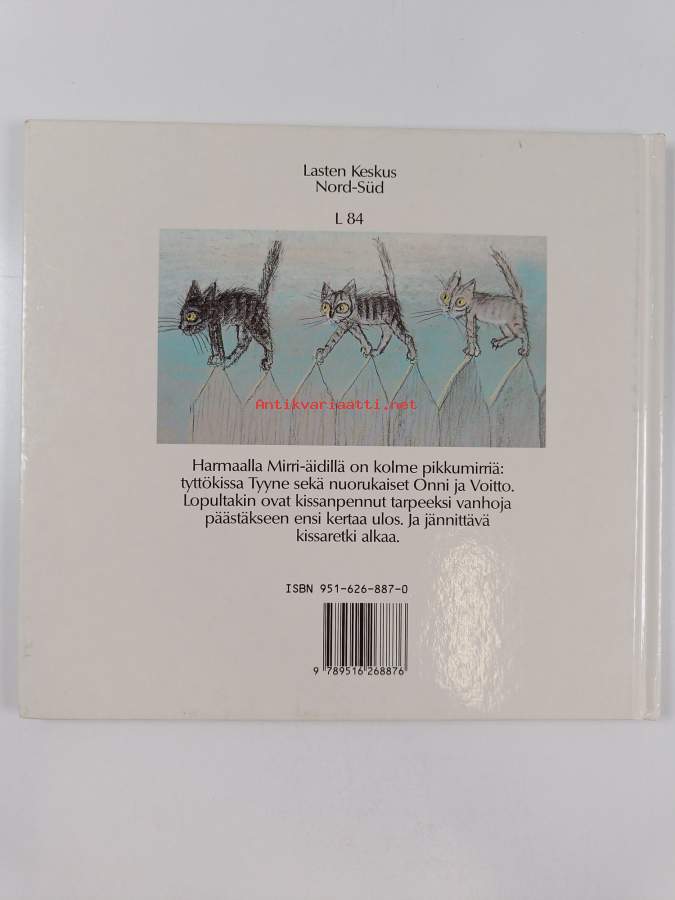 Lasten Keskus
Nord-Süd
L 84
Antikvariaatti.net
Harmaalla Mirri-äidillä on kolme pikkumirriä:
tyttökissa Tyyne sekä nuorukaiset Onni ja Voitto.
Lopultakin ovat kissanpennut tarpeeksi vanhoja
päästäkseen ensi kertaa ulos. Ja jännittävä
kissaretki alkaa.
ISBN 951-626-887-0
9 789516 268876